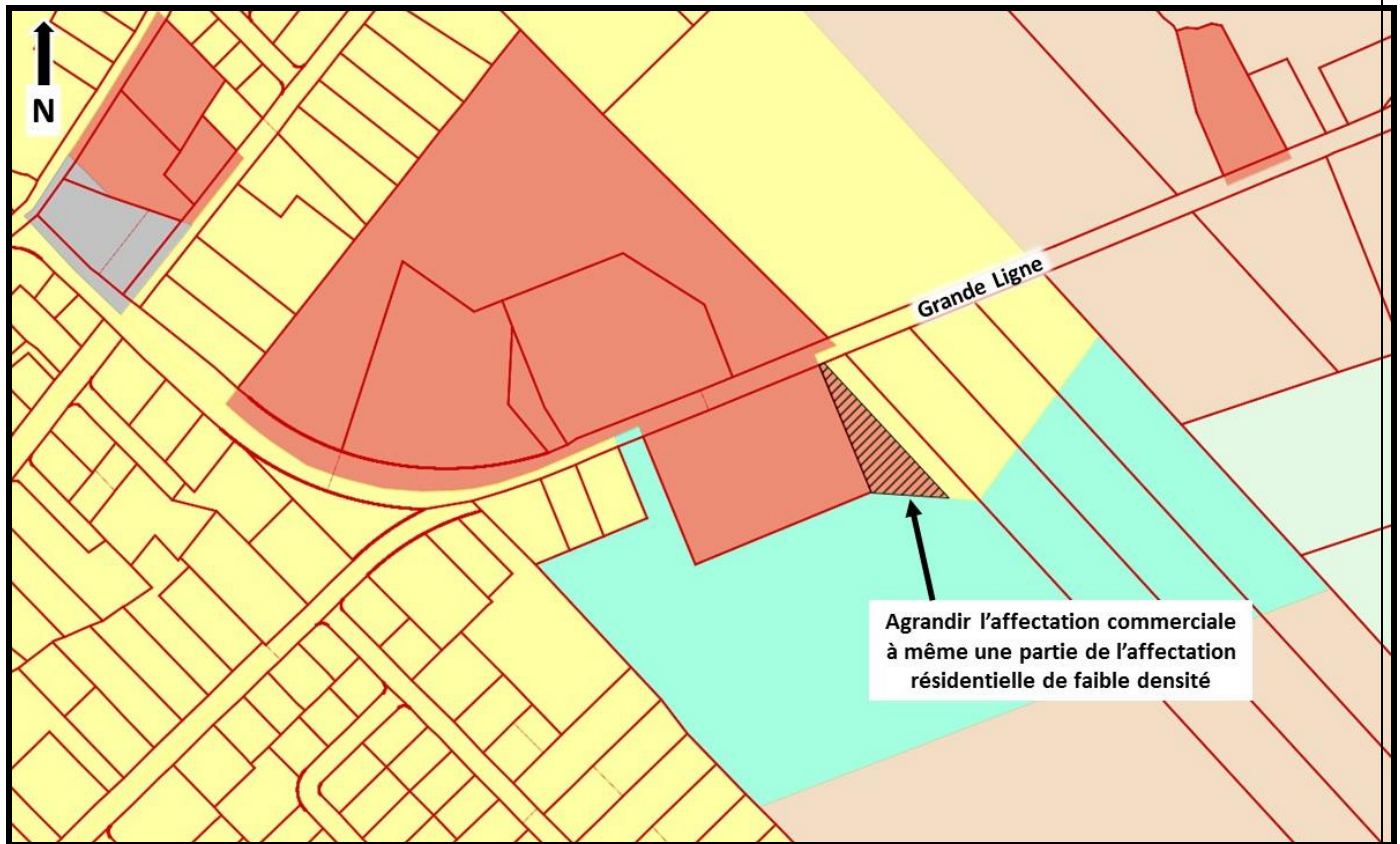 N
Grande Ligne
Agrandir l’affectation commerciale
à même une partie de l’affectation
résidentielle de faible densité